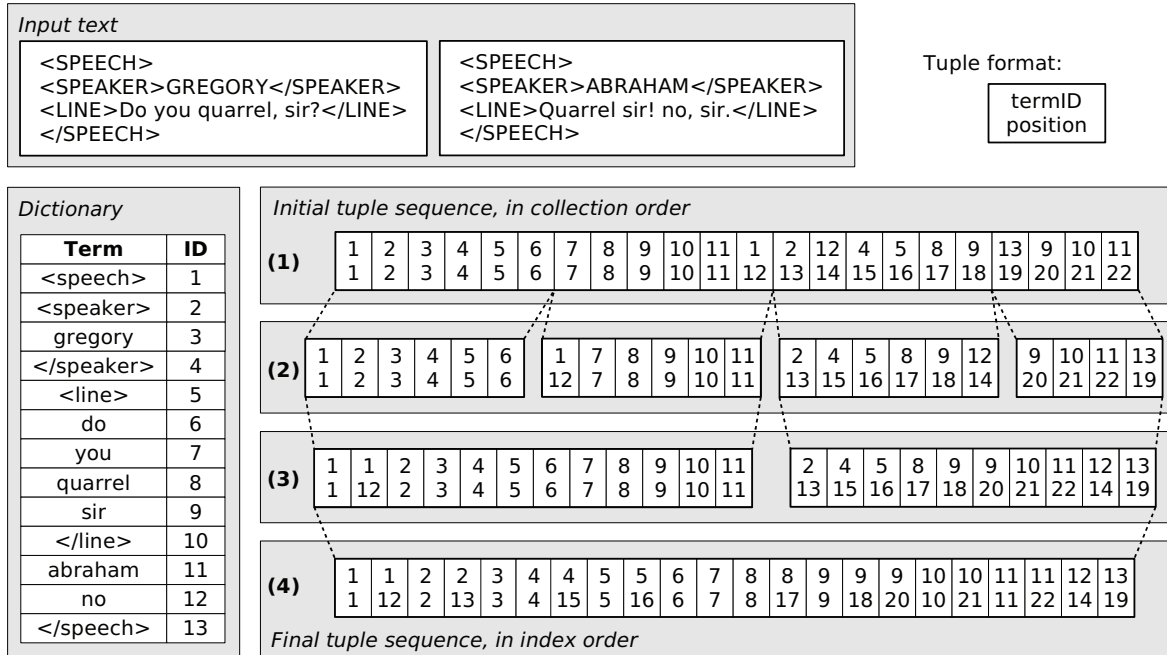 Input text
<SPEECH>
<SPEAKER>GREGORY</SPEAKER>
<LINE>Do you quarrel, sir?</LINE>
</SPEECH>
<SPEECH>
<SPEAKER>ABRAHAM</SPEAKER>
<LINE>Quarrel sir! no, sir.</LINE>
</SPEECH>
Tuple format:
termID
position
Dictionary
Term ID
<speech> 1
<speaker> 2
gregory 3
</speaker> 4
<line> 5
do 6
you 7
quarrel 8
sir 9
</line> 10
abraham 11
no 12
</speech> 13
Initial tuple sequence, in collection order
(1)
1 2 3 4 5 6 7 8 9 10 11 1 2 12 4 5 8 9 13 9 10 11
1 2 3 4 5 6 7 8 9 10 11 12 13 14 15 16 17 18 19 20 21 22
(2)
1 2 3 4 5 6 1 7 8 9 10 11 2 4 5 8 9 12 9 10 11 13
1 2 3 4 5 6 12 7 8 9 10 11 13 15 16 17 18 14 20 21 22 19
(3)
1 1 2 3 4 5 6 7 8 9 10 11 2 4 5 8 9 9 10 11 12 13
1 12 2 3 4 5 6 7 8 9 10 11 13 15 16 17 18 20 21 22 14 19
(4)
1 1 2 2 3 4 4 5 5 6 7 8 8 9 9 9 10 10 11 11 12 13
1 12 2 13 3 4 15 5 16 6 7 8 17 9 18 20 10 21 11 22 14 19
Final tuple sequence, in index order